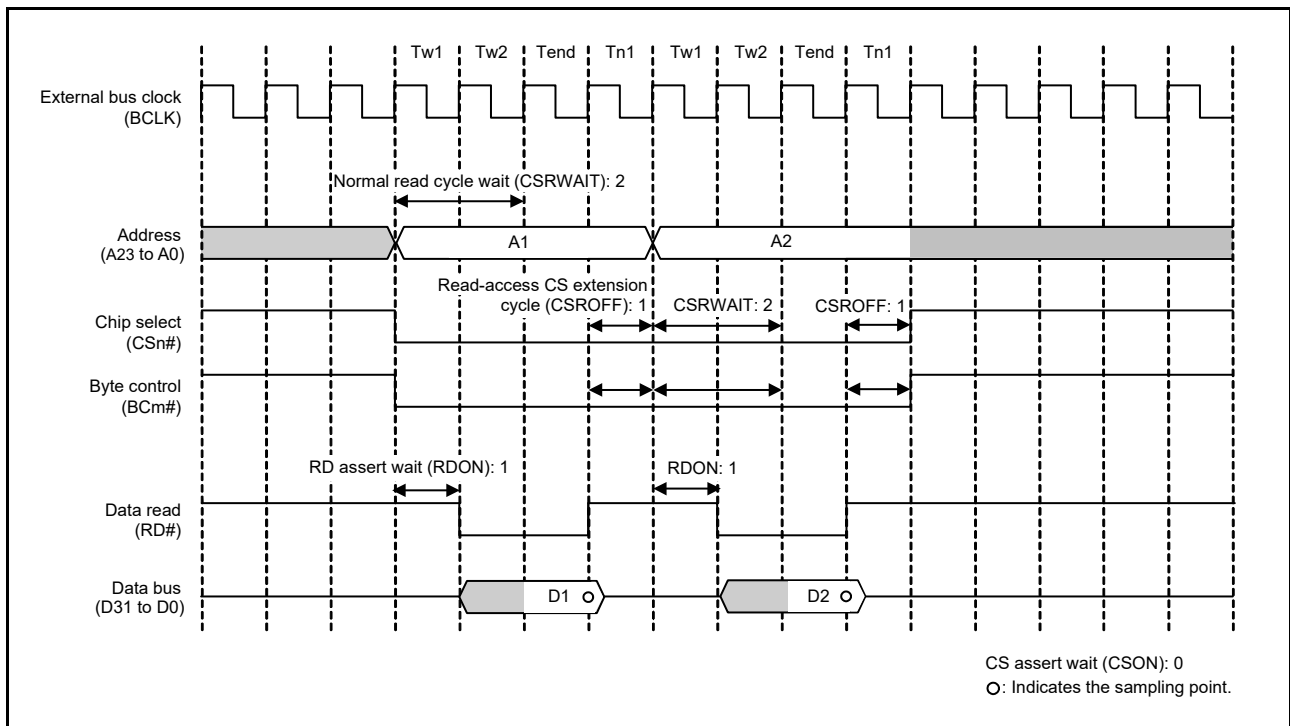 Tw1 Tw2 Tend Tn1 Tw1 Tw2 Tend Tn1
External bus clock
(BCLK)
Normal read cycle wait (CSRWAIT): 2
Address
(A23 to A0)
A1 A2
Read-access CS extension
cycle (CSROFF): 1 CSRWAIT: 2 CSROFF: 1
Chip select
(CSn#)
Byte control
(BCm#)
RD assert wait (RDON): 1 RDON: 1
Data read
(RD#)
Data bus
(D31 to D0)
D1 D2
CS assert wait (CSON): 0
: Indicates the sampling point.